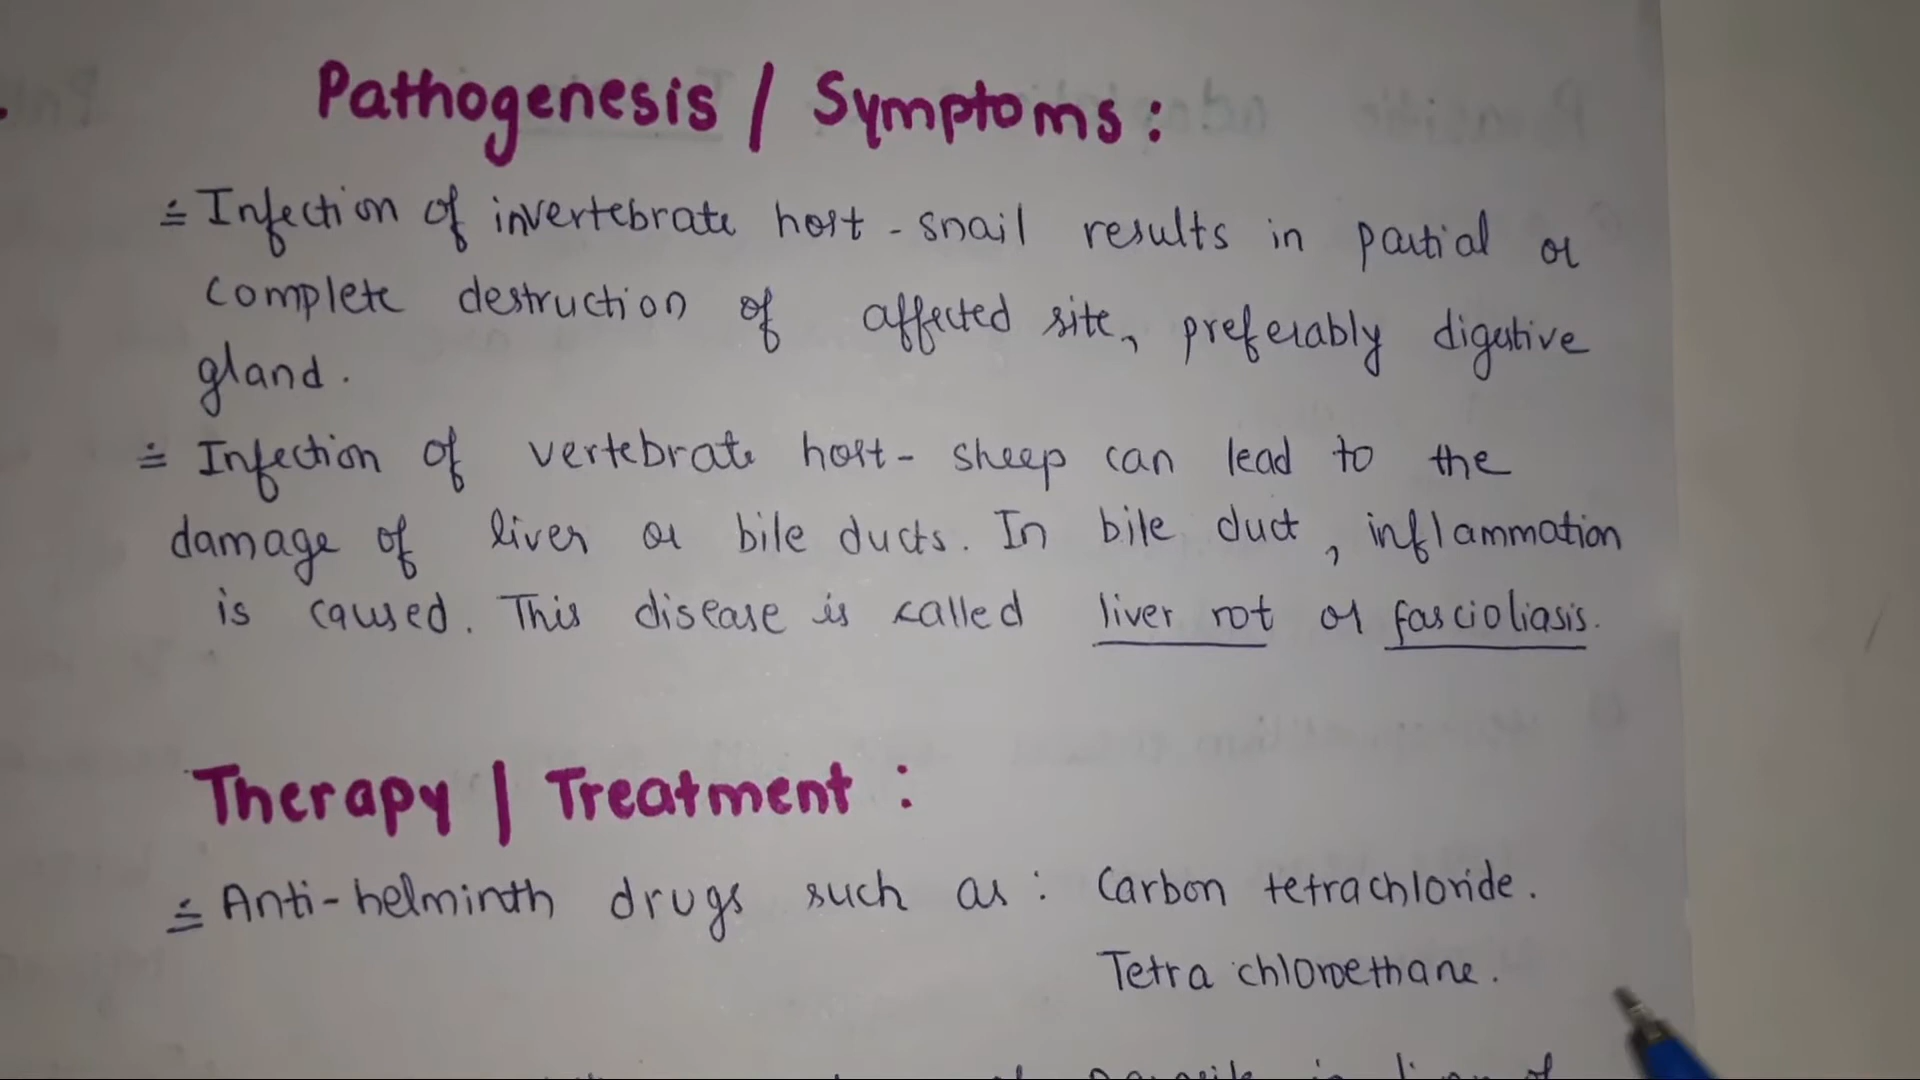 Pathogenesis / Symptoms:
= Infection of invertebrate host - snail results in partial or
complete destruction of affected site, preferably digestive
gland.
= Infection of vertebrate host - sheep can lead to the
damage of liver or bile ducts. In bile duct, inflammation
is caused. This disease is called liver rot or fascioliasis.
Therapy / Treatment :
= Anti-helminth drugs such as : Carbon tetrachloride.
Tetra chloroethane.